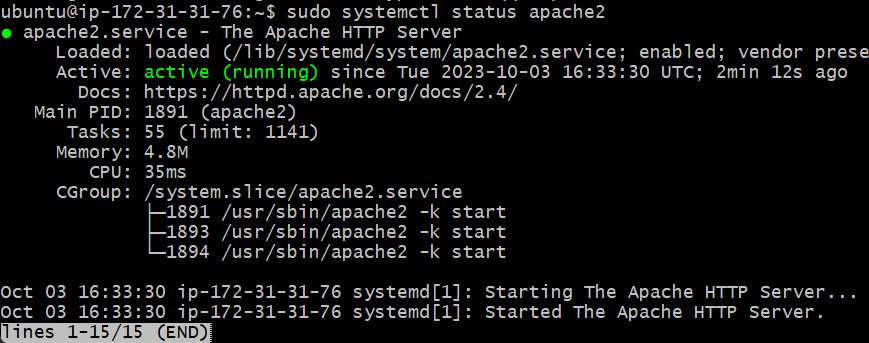 ubuntu@ip-172-31-31-76:~$ sudo systemctl status apache2
● apache2.service - The Apache HTTP Server
     Loaded: loaded (/lib/systemd/system/apache2.service; enabled; vendor prese
     Active: active (running) since Tue 2023-10-03 16:33:30 UTC; 2min 12s ago
       Docs: https://httpd.apache.org/docs/2.4/
   Main PID: 1891 (apache2)
      Tasks: 55 (limit: 1141)
     Memory: 4.8M
        CPU: 35ms
     CGroup: /system.slice/apache2.service
             ├─1891 /usr/sbin/apache2 -k start
             ├─1893 /usr/sbin/apache2 -k start
             └─1894 /usr/sbin/apache2 -k start

Oct 03 16:33:30 ip-172-31-31-76 systemd[1]: Starting The Apache HTTP Server...
Oct 03 16:33:30 ip-172-31-31-76 systemd[1]: Started The Apache HTTP Server.
lines 1-15/15 (END)